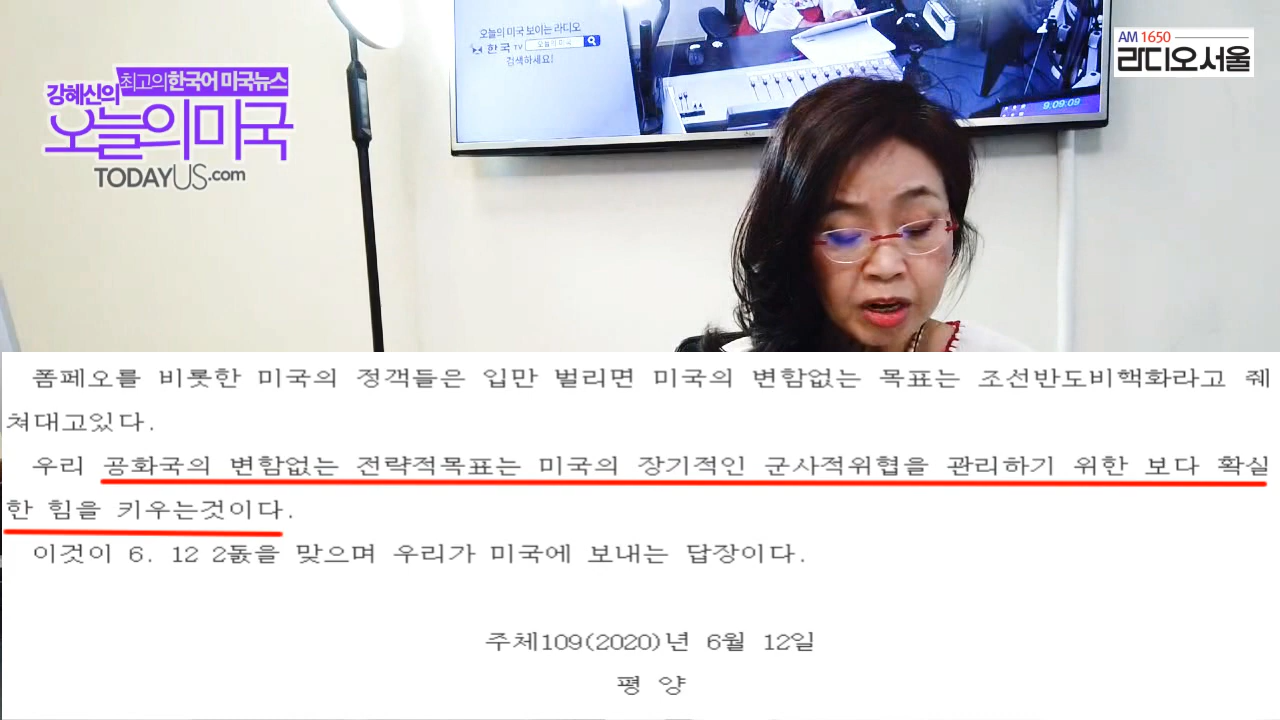 강혜신의
최고의한국어 미국뉴스
오늘의미국
TODAYUS.com
오늘의 미국 보이는 라디오
한국TV 오늘의 미국
검색하세요!
9:09:09
AM 1650
라디오서울
폼페오를 비롯한 미국의 정객들은 입만 벌리면 미국의 변함없는 목표는 조선반도비핵화라고 줴
쳐대고있다.
우리 공화국의 변함없는 전략적목표는 미국의 장기적인 군사적위협을 관리하기 위한 보다 확실
한 힘을 키우는것이다.
이것이 6. 12 2돐을 맞으며 우리가 미국에 보내는 답장이다.
주체109(2020)년 6월 12일
평 양